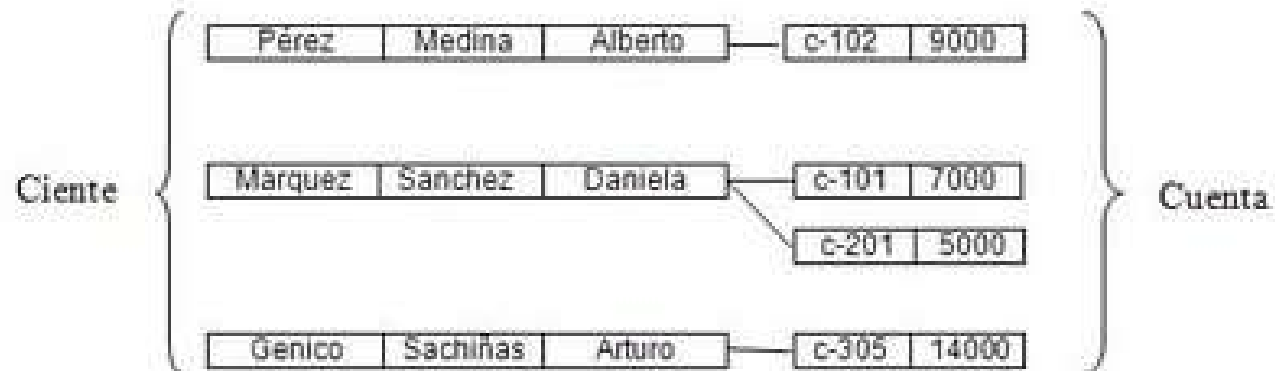 Pérez Medina Alberto c-102 9000
Ciente
Marquez Sanchez Daniela c-101 7000
Cuenta
c-201 5000
Genico Sachiñas Arturo c-305 14000